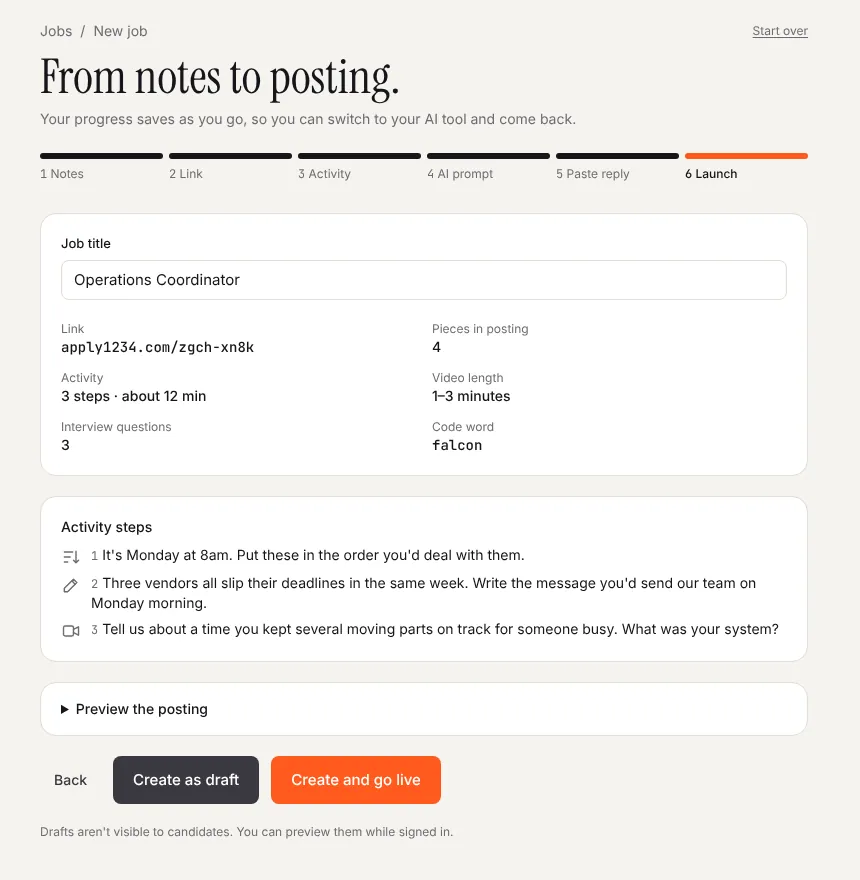 Jobs / New job
Start over
From notes to posting.
Your progress saves as you go, so you can switch to your AI tool and come back.
1 Notes
2 Link
3 Activity
4 AI prompt
5 Paste reply
6 Launch
Job title
Operations Coordinator
Link
apply1234.com/zgch-xn8k
Pieces in posting
4
Activity
3 steps · about 12 min
Video length
1–3 minutes
Interview questions
3
Code word
falcon
Activity steps
1 It's Monday at 8am. Put these in the order you'd deal with them.
2 Three vendors all slip their deadlines in the same week. Write the message you'd send our team on
Monday morning.
3 Tell us about a time you kept several moving parts on track for someone busy. What was your system?
Preview the posting
Back
Create as draft
Create and go live
Drafts aren't visible to candidates. You can preview them while signed in.